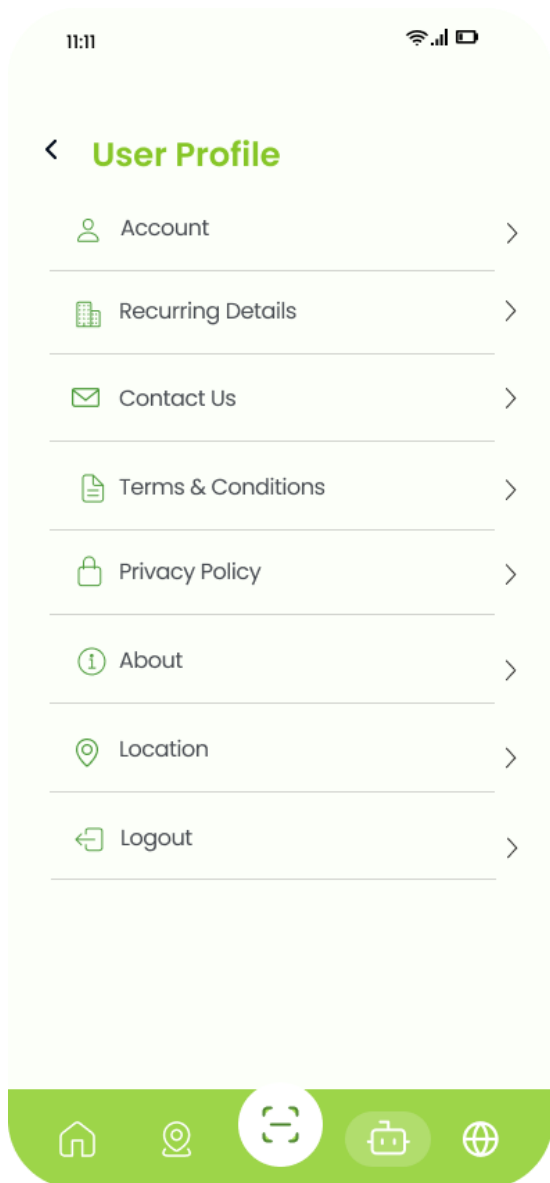 11:11
User Profile
Account
Recurring Details
Contact Us
Terms & Conditions
Privacy Policy
About
Location
Logout